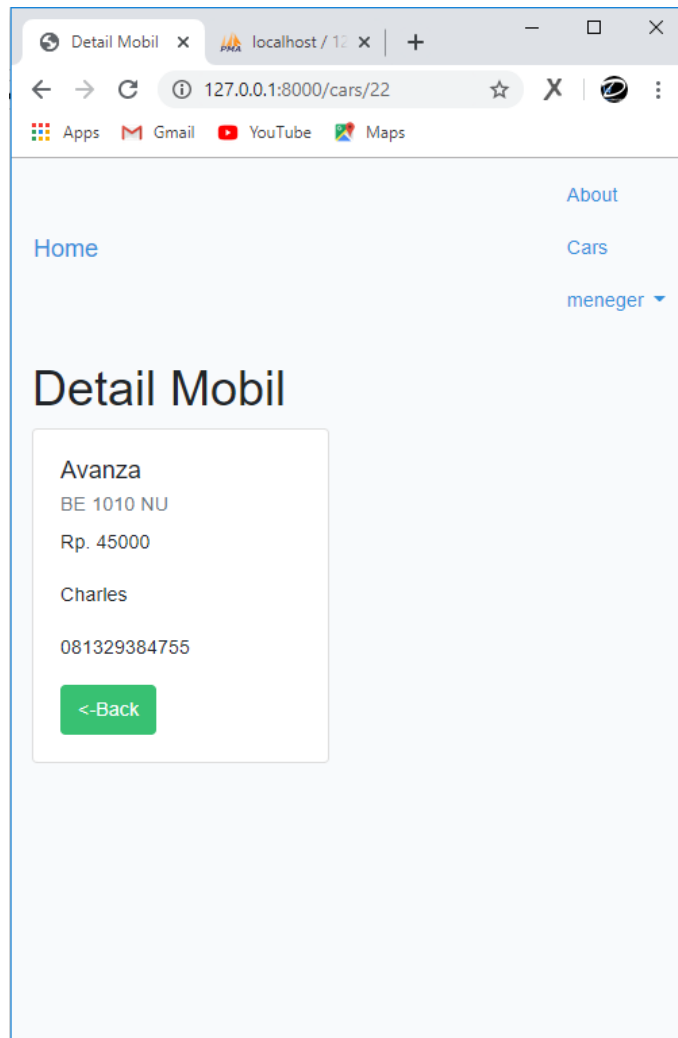 Detail Mobil
PMA localhost / 12
127.0.0.1:8000/cars/22
Apps Gmail YouTube Maps
About
Home Cars
meneger
Detail Mobil
Avanza
BE 1010 NU
Rp. 45000
Charles
081329384755
<-Back